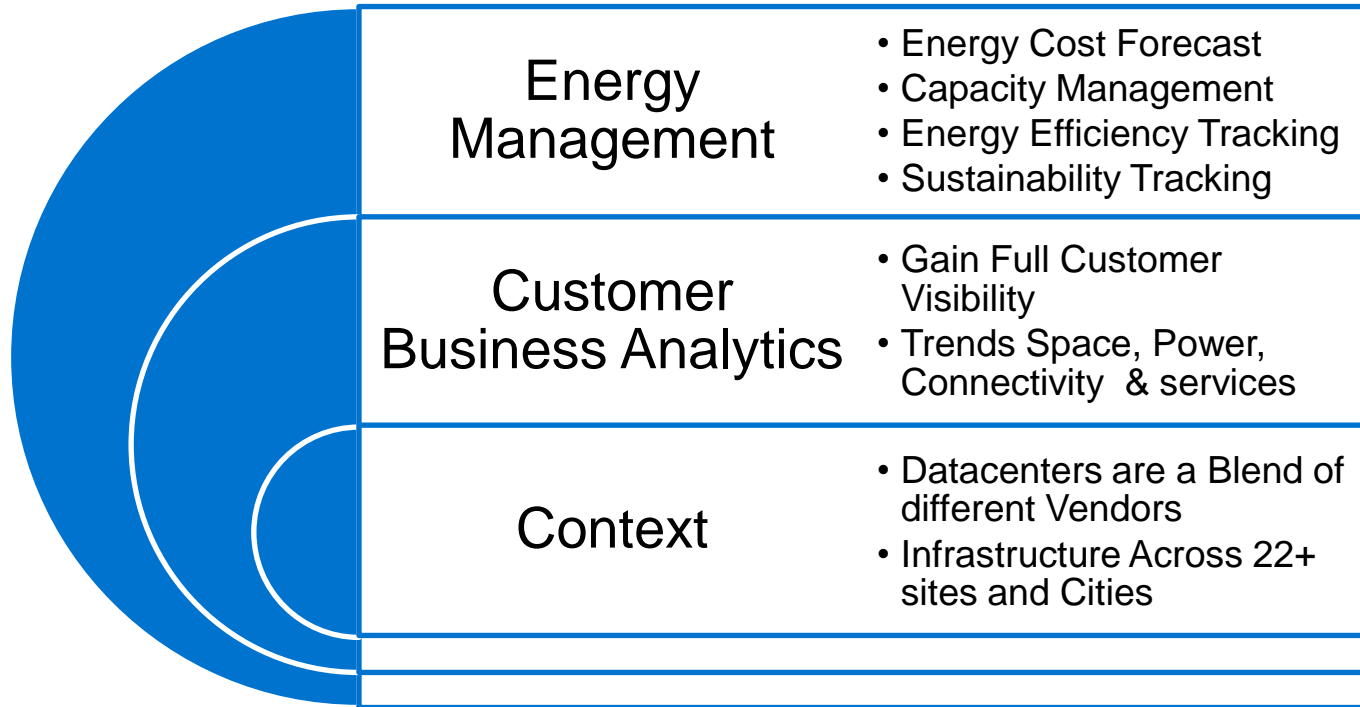 Energy
Management
• Energy Cost Forecast
• Capacity Management
• Energy Efficiency Tracking
• Sustainability Tracking
Customer
Business Analytics
• Gain Full Customer
Visibility
• Trends Space, Power,
Connectivity & services
Context
• Datacenters are a Blend of
different Vendors
• Infrastructure Across 22+
sites and Cities